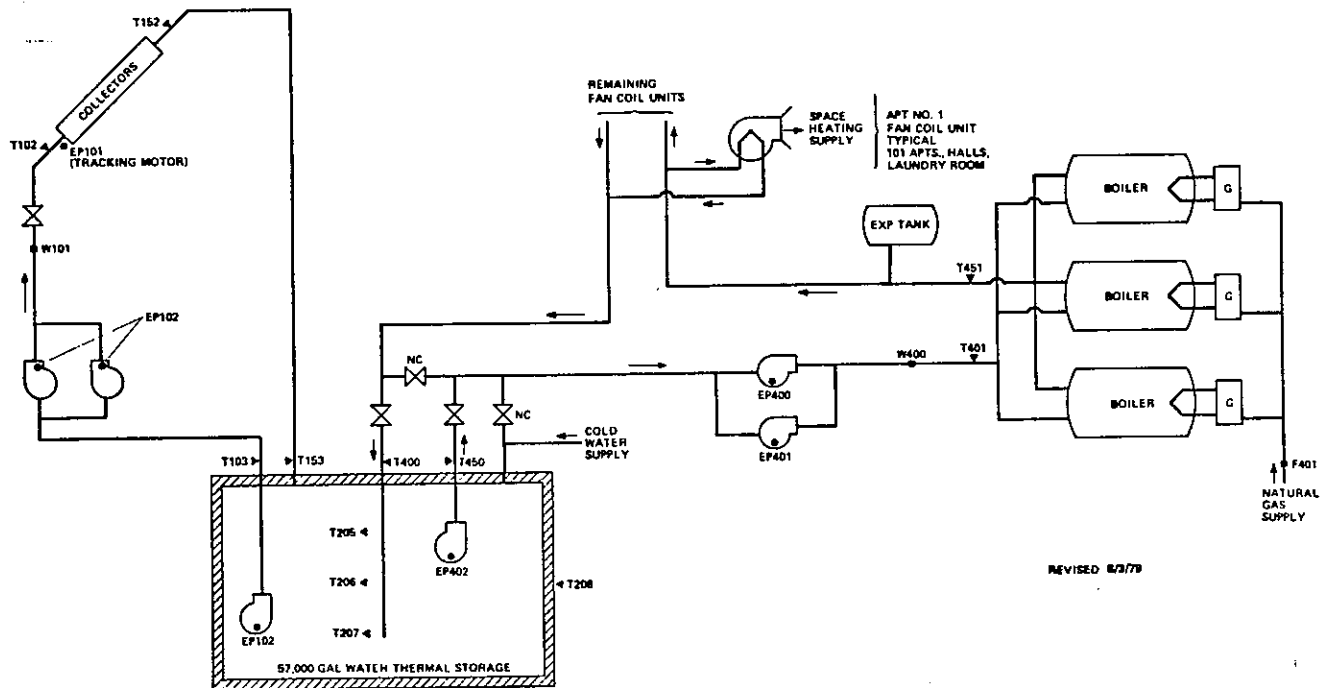 T152
COLLECTORS
T102
EP101
(TRACKING MOTOR)
W101
EP102
T103
T153
REMAINING
FAN COIL UNITS
SPACE
HEATING
SUPPLY
APT NO. 1
FAN COIL UNIT
TYPICAL
101 APTS., HALLS,
LAUNDRY ROOM
EXP TANK
T451
BOILER
G
BOILER
G
BOILER
G
NC
NC
W400
T401
EP400
EP401
COLD
WATER
SUPPLY
T400
T450
F401
NATURAL
GAS
SUPPLY
T205
T206
T207
EP402
T208
EP102
57,000 GAL WATER THERMAL STORAGE
REVISED